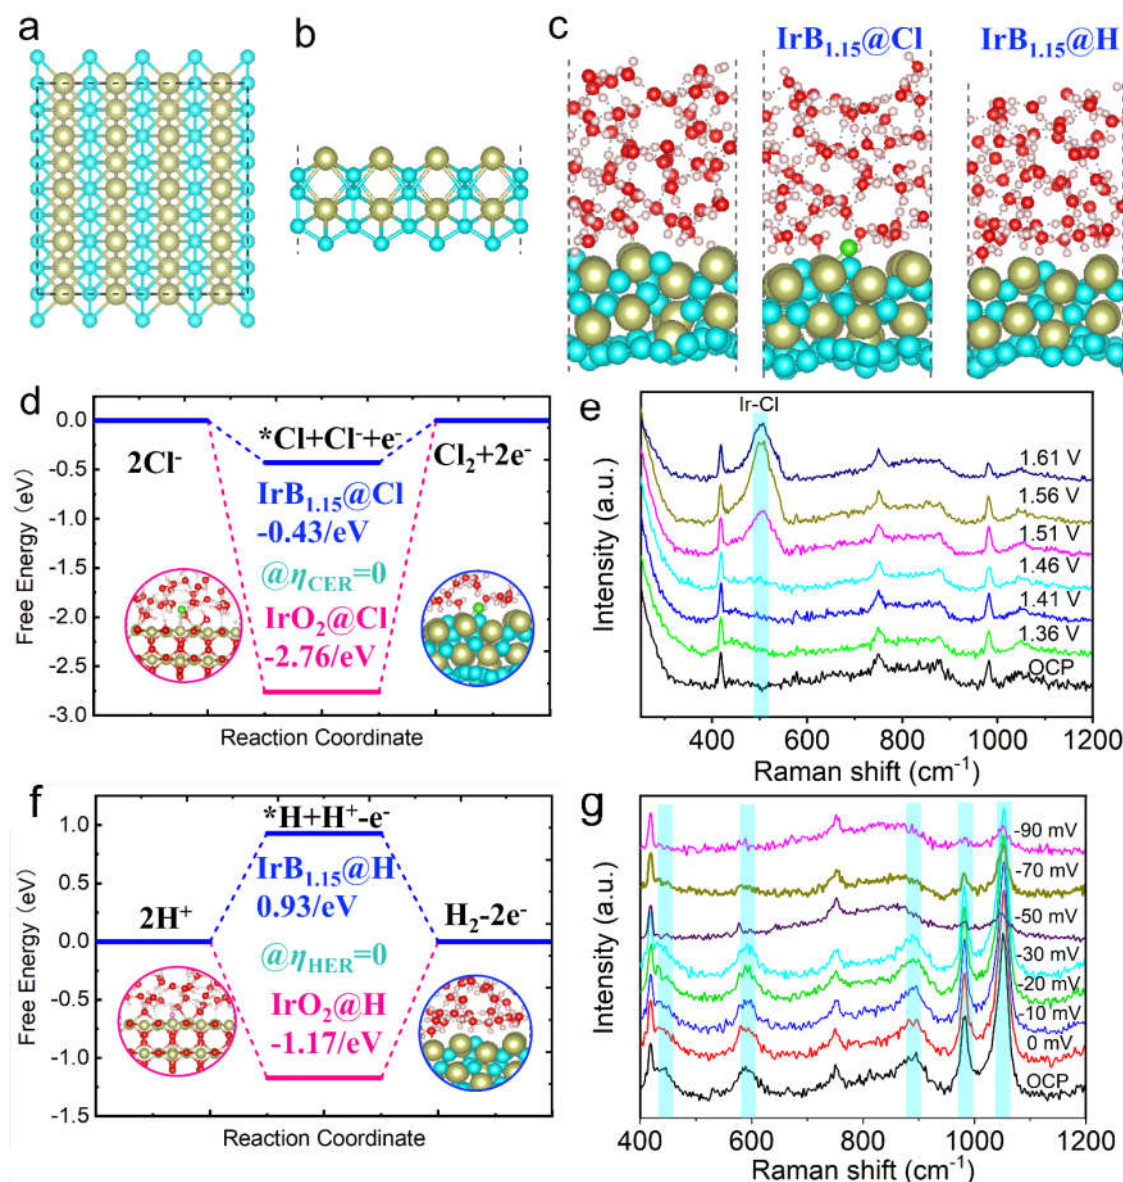 a
b
c
IrB1.15@Cl
IrB1.15@H
d
Free Energy (eV)
0.0
-0.5
-1.0
-1.5
-2.0
-2.5
-3.0
2Cl-
*Cl+Cl-+e-
Cl2+2e-
IrB1.15@Cl
-0.43/eV
@ηCER=0
IrO2@Cl
-2.76/eV
Reaction Coordinate
e
Intensity (a.u.)
Ir-Cl
1.61 V
1.56 V
1.51 V
1.46 V
1.41 V
1.36 V
OCP
400 600 800 1000 1200
Raman shift (cm-1)
f
Free Energy (eV)
1.0
0.5
0.0
-0.5
-1.0
-1.5
*H+H+-e-
IrB1.15@H
0.93/eV
2H+
H2-2e-
@ηHER=0
IrO2@H
-1.17/eV
Reaction Coordinate
g
Intensity (a.u.)
-90 mV
-70 mV
-50 mV
-30 mV
-20 mV
-10 mV
0 mV
OCP
400 600 800 1000 1200
Raman shift (cm-1)